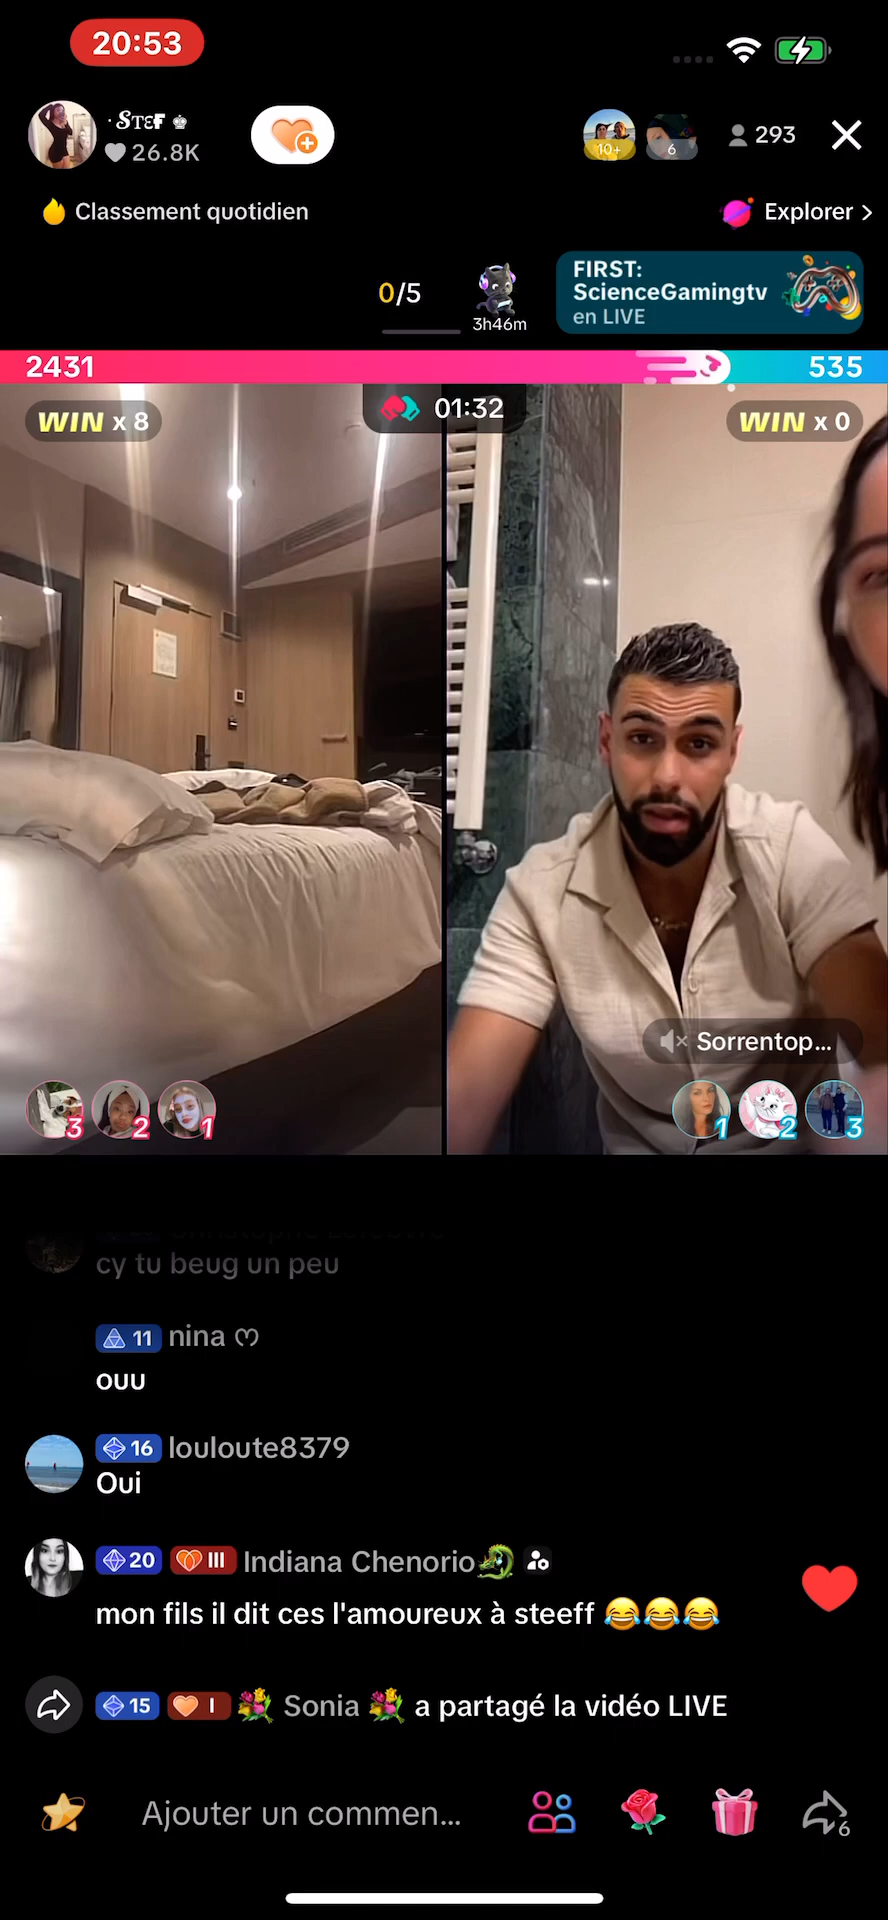 20:53
· STEF ♚
26.8K
10+
6
293
Classement quotidien
Explorer >
0/5
3h46m
FIRST:
ScienceGamingtv
en LIVE
2431
535
WIN x 8
01:32
WIN x 0
Sorrentop...
3
2
1
1
2
3
cy tu beug un peu
11 nina ෆ
ouu
16 louloute8379
Oui
20 III Indiana Chenorio🐉
mon fils il dit ces l'amoureux à steeff 😂😂😂
15 I 💐 Sonia 💐 a partagé la vidéo LIVE
Ajouter un commen...
6